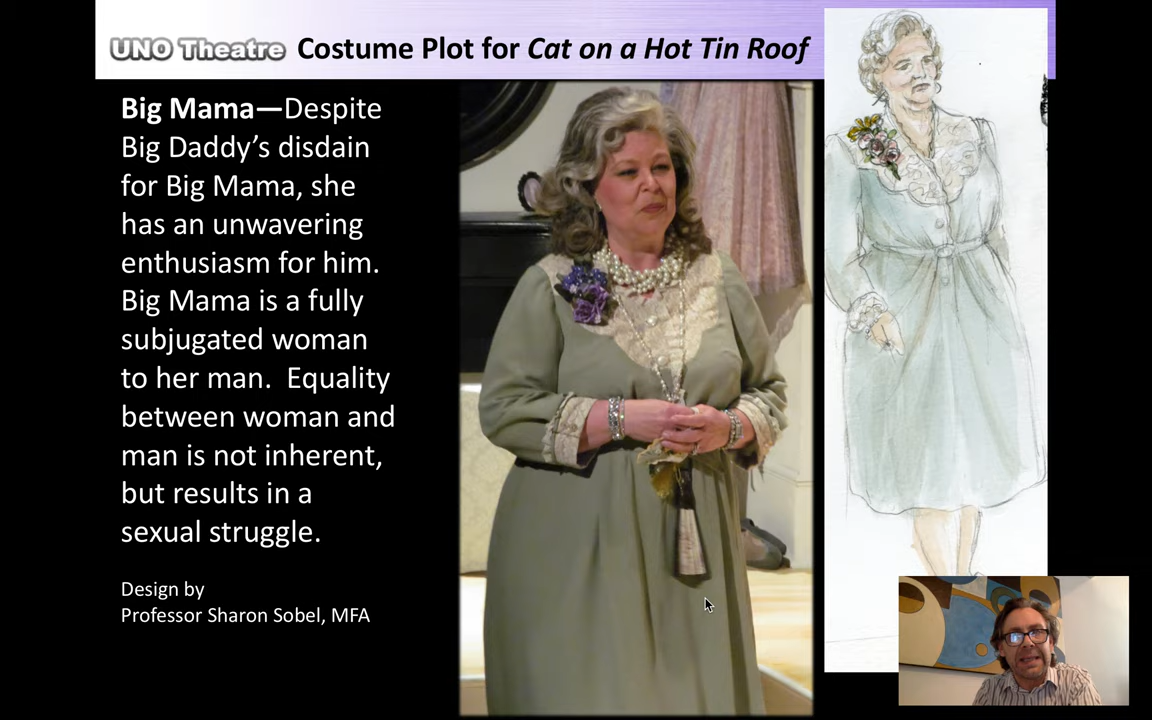 UNO Theatre Costume Plot for Cat on a Hot Tin Roof
Big Mama—Despite
Big Daddy’s disdain
for Big Mama, she
has an unwavering
enthusiasm for him.
Big Mama is a fully
subjugated woman
to her man.  Equality
between woman and
man is not inherent,
but results in a
sexual struggle.
Design by
Professor Sharon Sobel, MFA